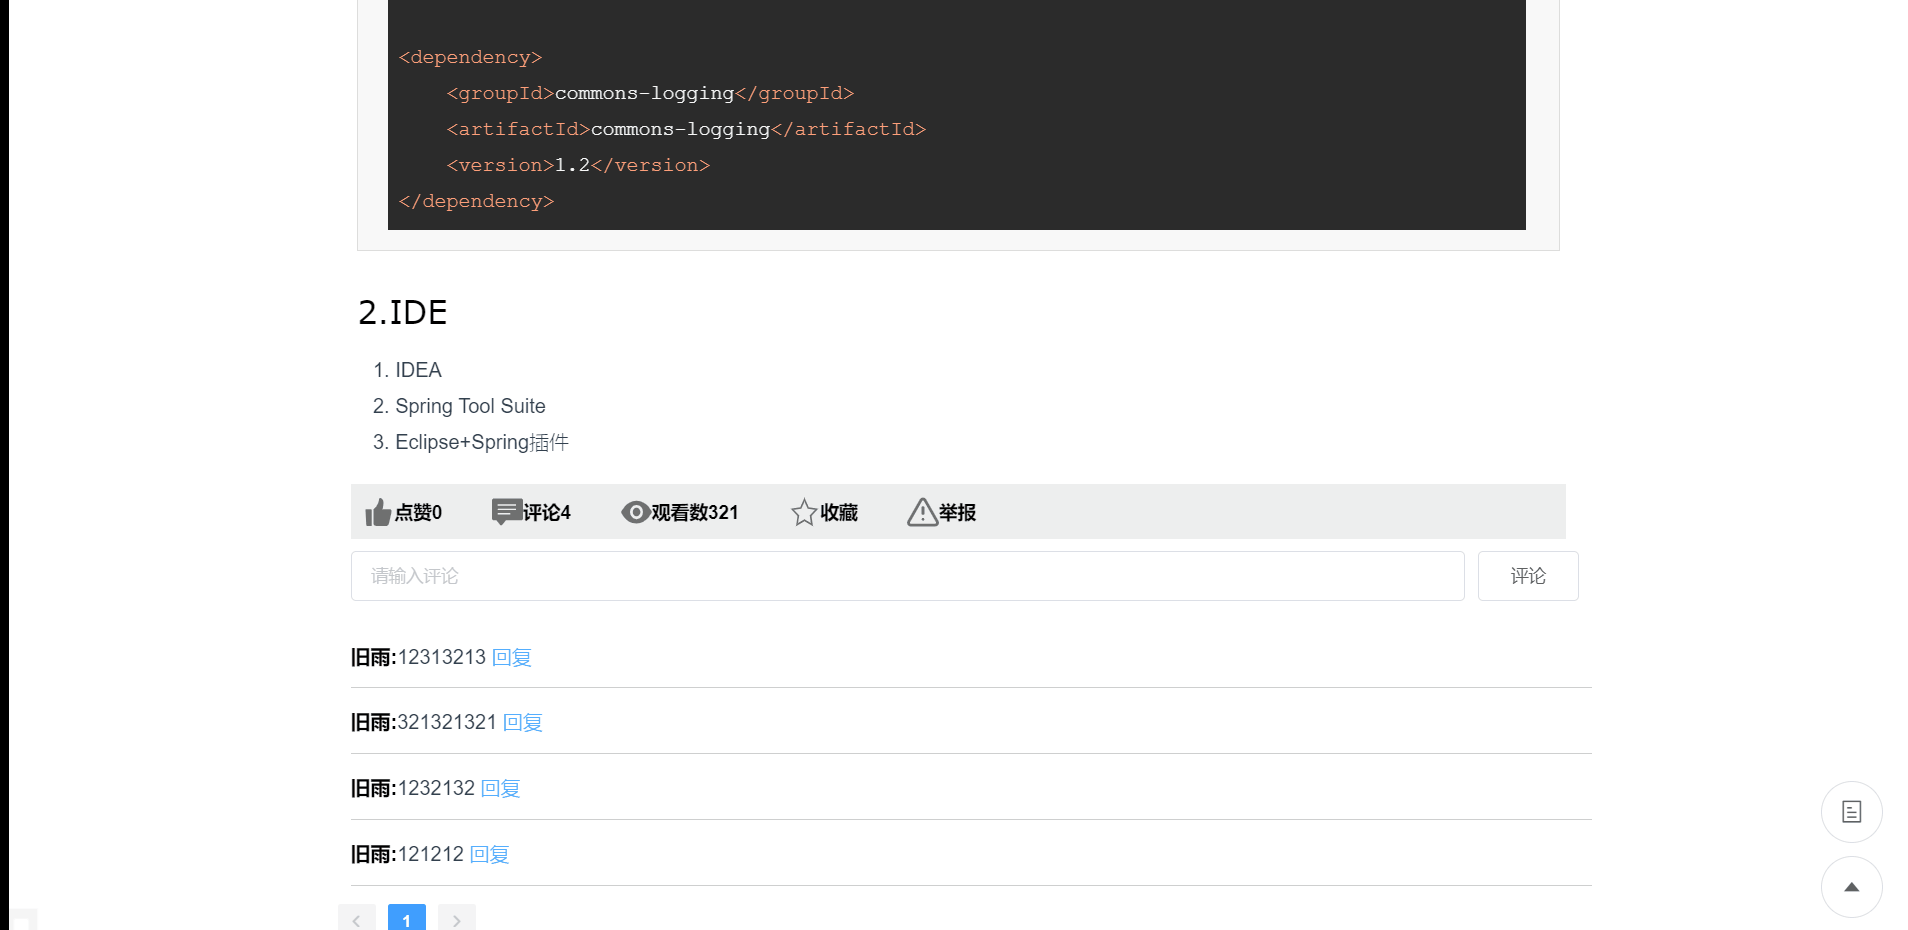 <dependency>
    <groupId>commons-logging</groupId>
    <artifactId>commons-logging</artifactId>
    <version>1.2</version>
</dependency>
2.IDE
1. IDEA
2. Spring Tool Suite
3. Eclipse+Spring插件
点赞0 评论4 观看数321 收藏 举报
请输入评论 评论
旧雨:12313213 回复
旧雨:321321321 回复
旧雨:1232132 回复
旧雨:121212 回复
1